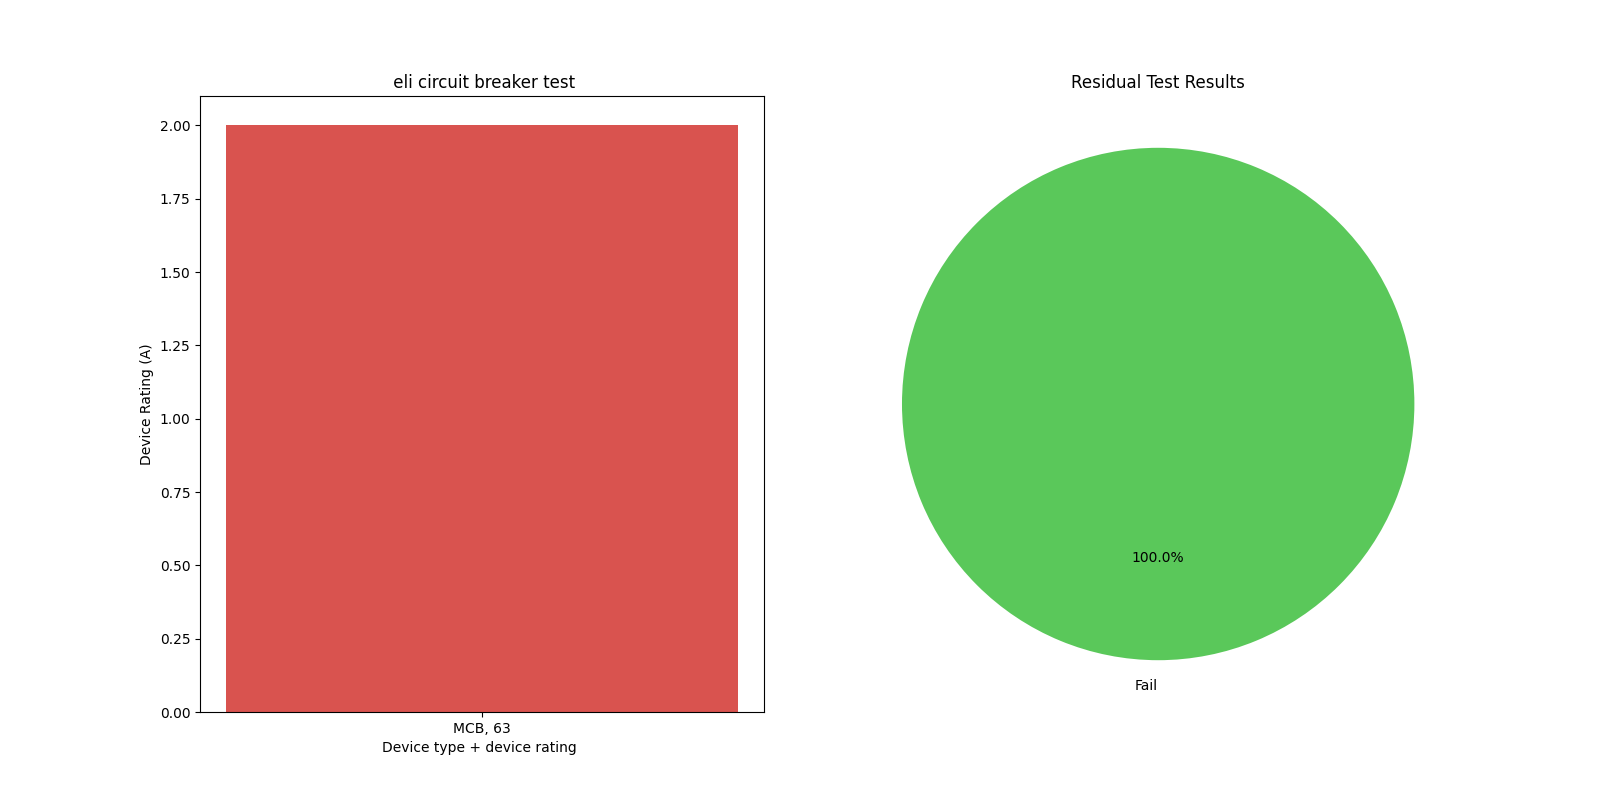 eli circuit breaker test
2.00
1.75
1.50
1.25
1.00
0.75
0.50
0.25
0.00
Device Rating (A)
MCB, 63
Device type + device rating
Residual Test Results
100.0%
Fail